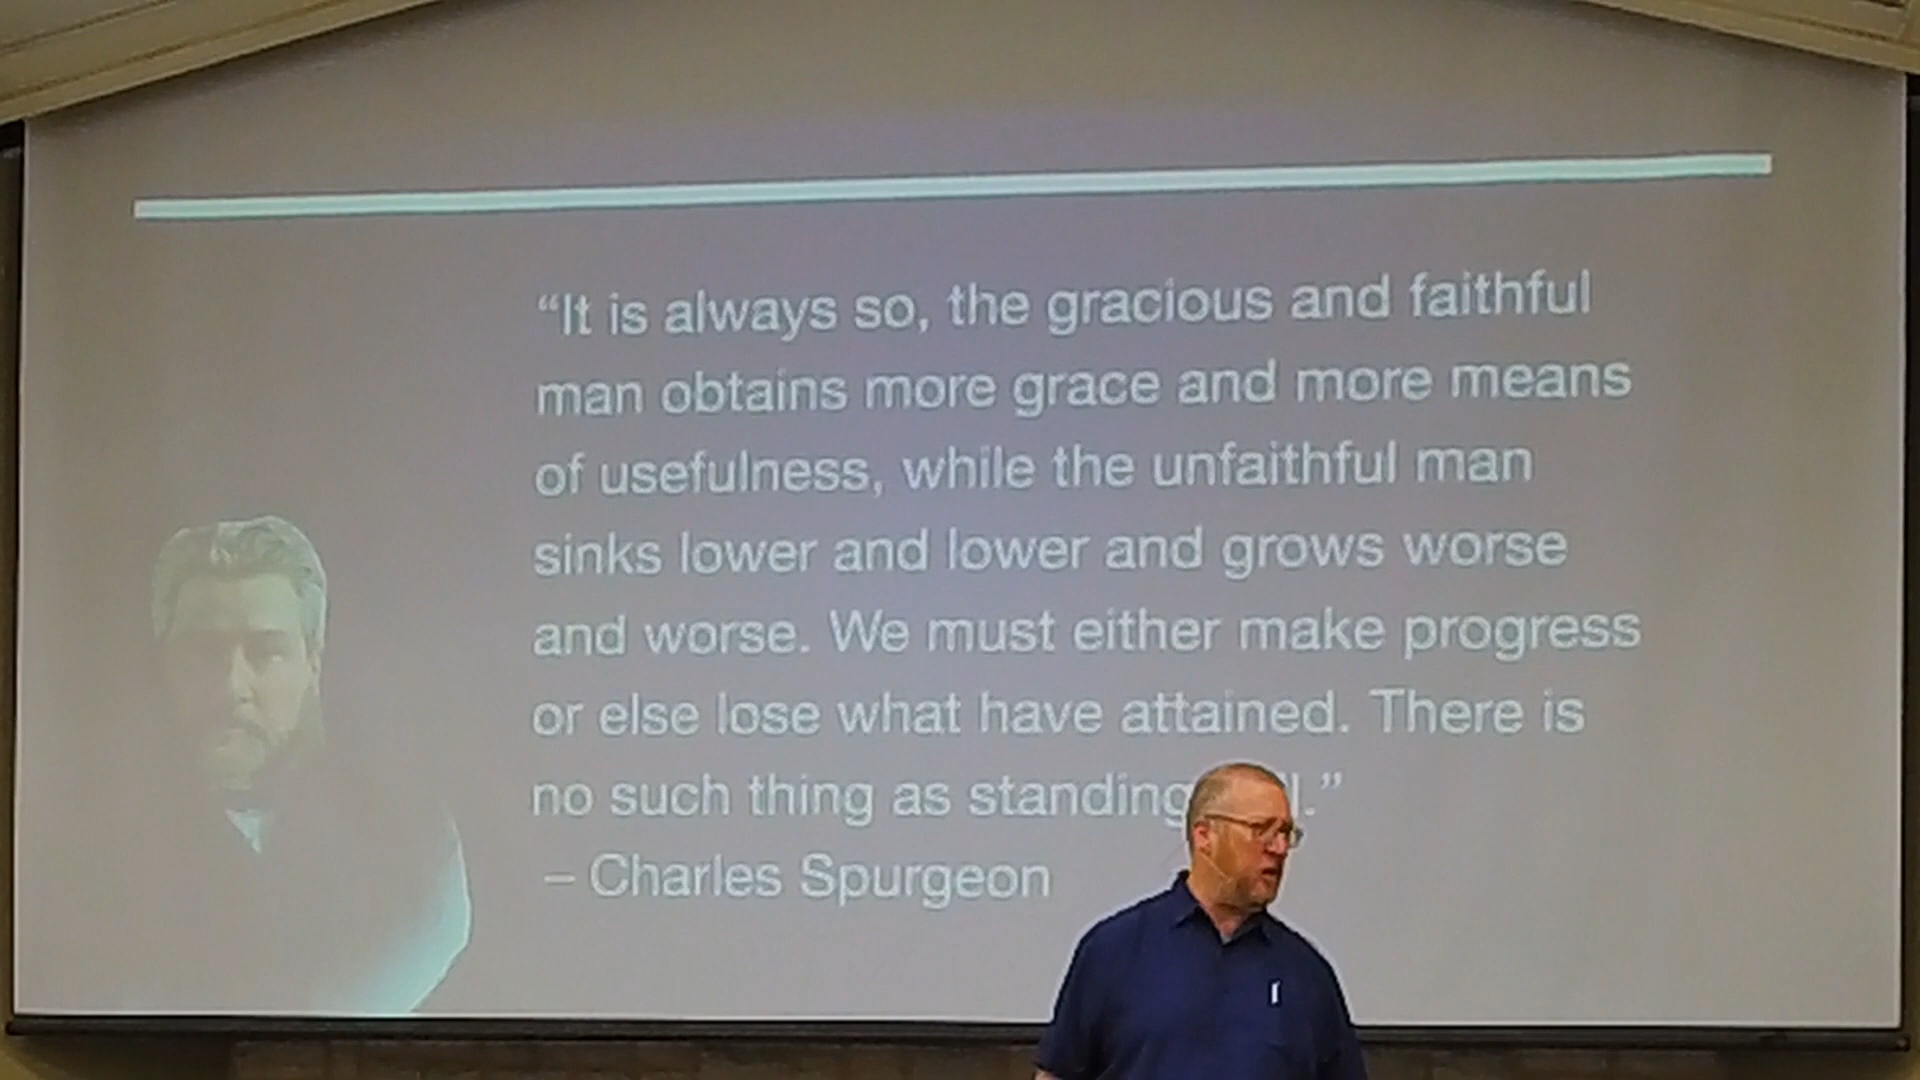 “It is always so, the gracious and faithful
man obtains more grace and more means
of usefulness, while the unfaithful man
sinks lower and lower and grows worse
and worse. We must either make progress
or else lose what have attained. There is
no such thing as standing .”
– Charles Spurgeon